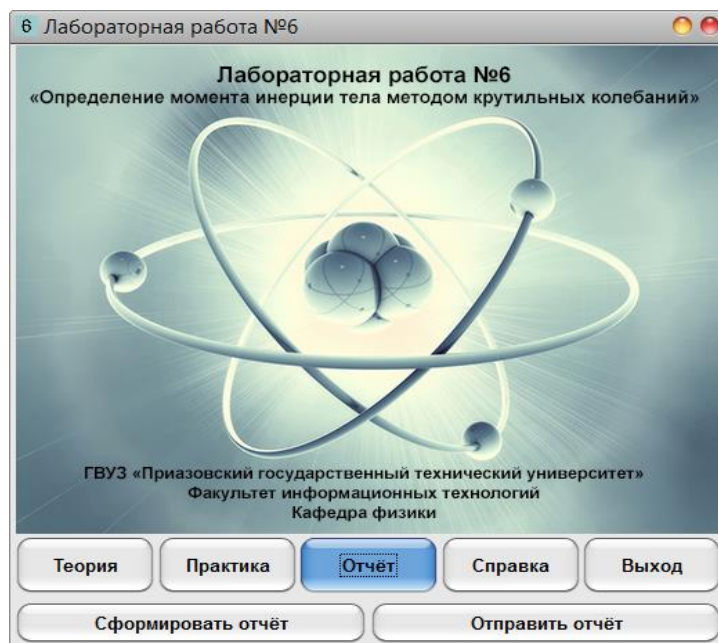 6 Лабораторная работа №6
Лабораторная работа №6
«Определение момента инерции тела методом крутильных колебаний»
ГВУЗ «Приазовский государственный технический университет»
Факультет информационных технологий
Кафедра физики
Теория Практика Отчёт Справка Выход
Сформировать отчёт Отправить отчёт